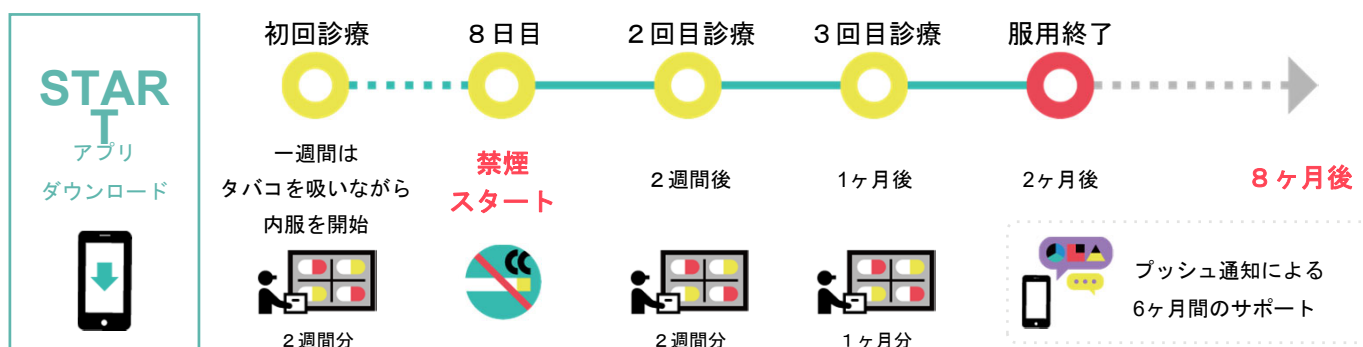 STAR
T
アプリ
ダウンロード
初回診療
一週間は
タバコを吸いながら
内服を開始
2週間分
8日目
禁煙
スタート
2回目診療
2週間後
2週間分
3回目診療
1ヶ月後
1ヶ月分
服用終了
2ヶ月後
8ヶ月後
プッシュ通知による
6ヶ月間のサポート